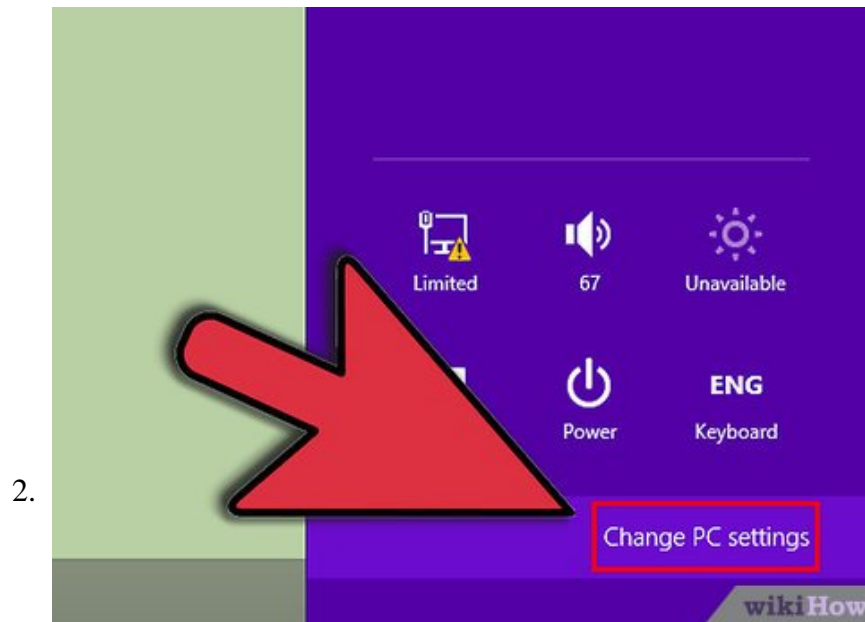 Limited
67
Unavailable
Power
ENG
Keyboard
2.
Change PC settings
wikiHow